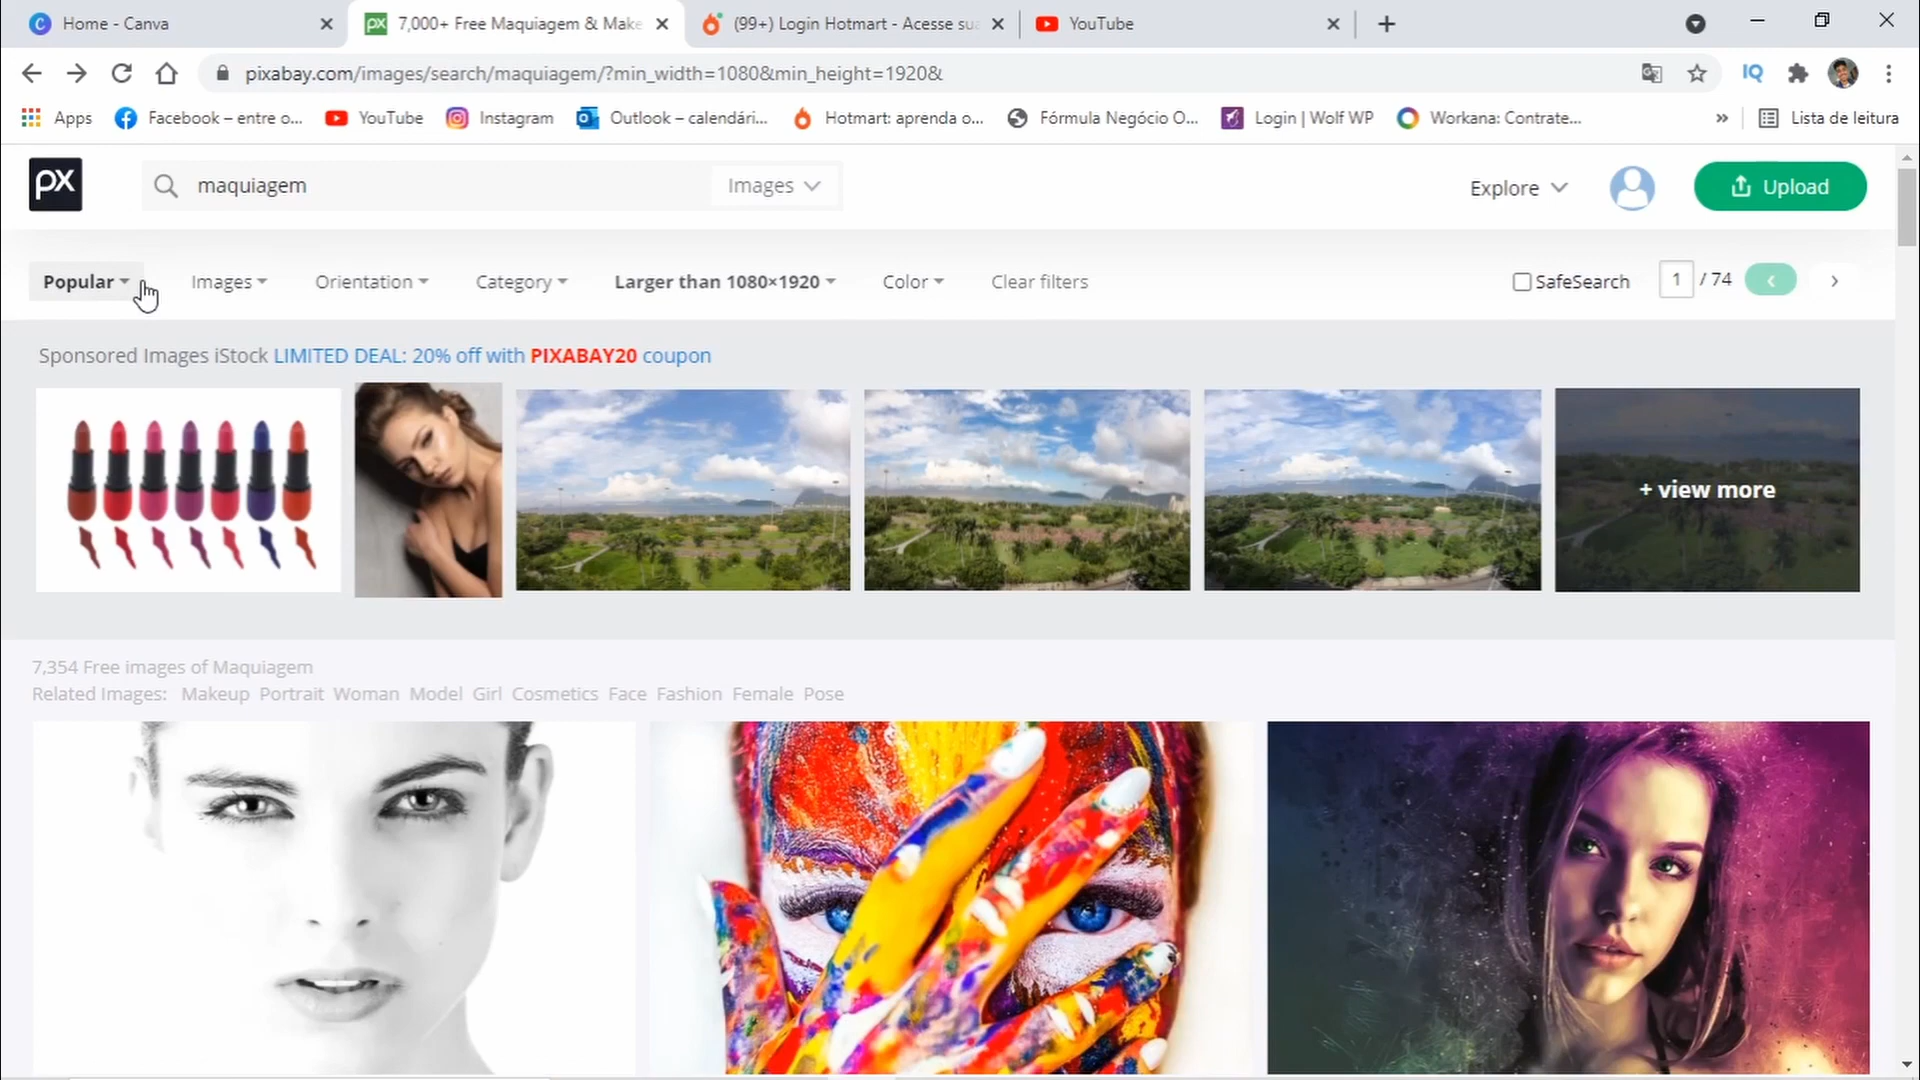 Home - Canva
7,000+ Free Maquiagem & Make
(99+) Login Hotmart - Acesse sua
YouTube
pixabay.com/images/search/maquiagem/?min_width=1080&min_height=1920&
IQ
Apps
Facebook – entre o...
YouTube
Instagram
Outlook – calendári...
Hotmart: aprenda o...
Fórmula Negócio O...
Login | Wolf WP
Workana: Contrate...
»
Lista de leitura
px
maquiagem
Images
Explore
Upload
Popular
Images
Orientation
Category
Larger than 1080×1920
Color
Clear filters
SafeSearch
1 / 74
Sponsored Images iStock LIMITED DEAL: 20% off with PIXABAY20 coupon
+ view more
7,354 Free images of Maquiagem
Related Images: Makeup Portrait Woman Model Girl Cosmetics Face Fashion Female Pose